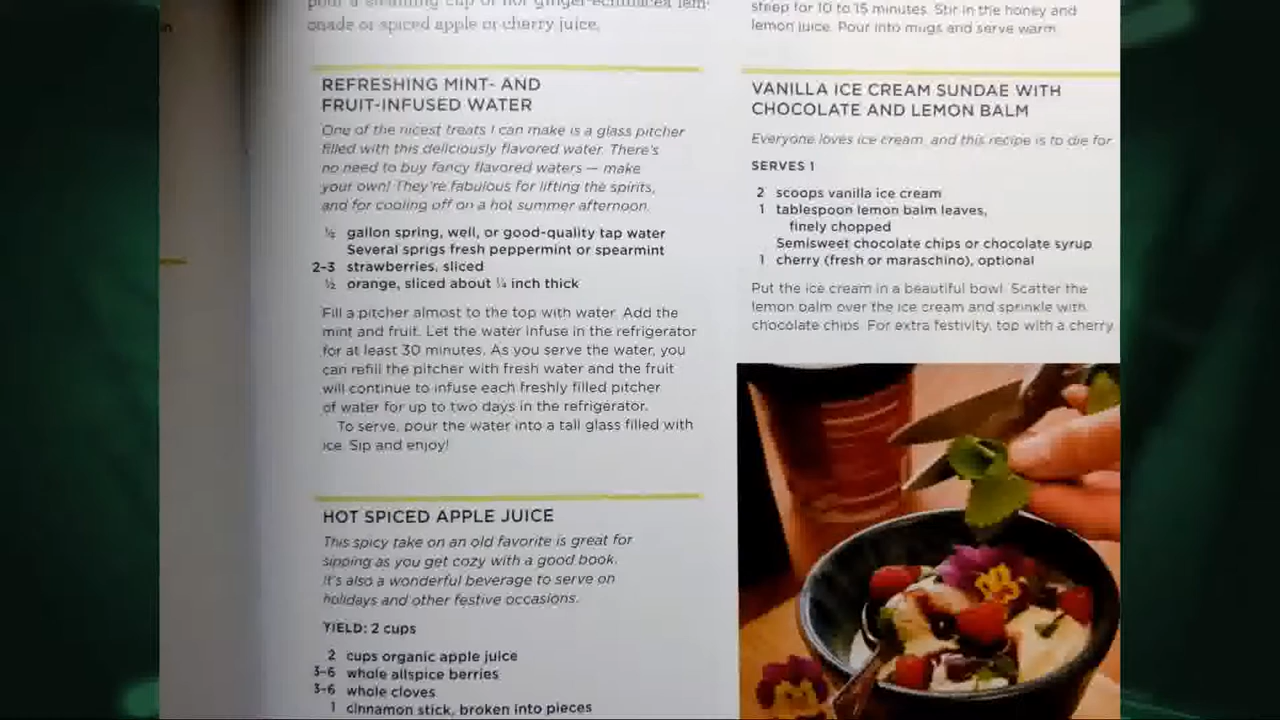 pour a steaming cup of hot ginger-echinacea lem-
onade or spiced apple or cherry juice.
REFRESHING MINT- AND
FRUIT-INFUSED WATER
One of the nicest treats I can make is a glass pitcher
filled with this deliciously flavored water. There's
no need to buy fancy flavored waters — make
your own! They're fabulous for lifting the spirits,
and for cooling off on a hot summer afternoon.
½ gallon spring, well, or good-quality tap water
Several sprigs fresh peppermint or spearmint
2–3 strawberries, sliced
½ orange, sliced about ¼ inch thick
Fill a pitcher almost to the top with water. Add the
mint and fruit. Let the water infuse in the refrigerator
for at least 30 minutes. As you serve the water, you
can refill the pitcher with fresh water and the fruit
will continue to infuse each freshly filled pitcher
of water for up to two days in the refrigerator.
To serve, pour the water into a tall glass filled with
ice. Sip and enjoy!
HOT SPICED APPLE JUICE
This spicy take on an old favorite is great for
sipping as you get cozy with a good book.
It's also a wonderful beverage to serve on
holidays and other festive occasions.
YIELD: 2 cups
2 cups organic apple juice
3–6 whole allspice berries
3–6 whole cloves
1 cinnamon stick, broken into pieces
steep for 10 to 15 minutes. Stir in the honey and
lemon juice. Pour into mugs and serve warm.
VANILLA ICE CREAM SUNDAE WITH
CHOCOLATE AND LEMON BALM
Everyone loves ice cream, and this recipe is to die for
SERVES 1
2 scoops vanilla ice cream
1 tablespoon lemon balm leaves,
finely chopped
Semisweet chocolate chips or chocolate syrup
1 cherry (fresh or maraschino), optional
Put the ice cream in a beautiful bowl. Scatter the
lemon balm over the ice cream and sprinkle with
chocolate chips. For extra festivity, top with a cherry.